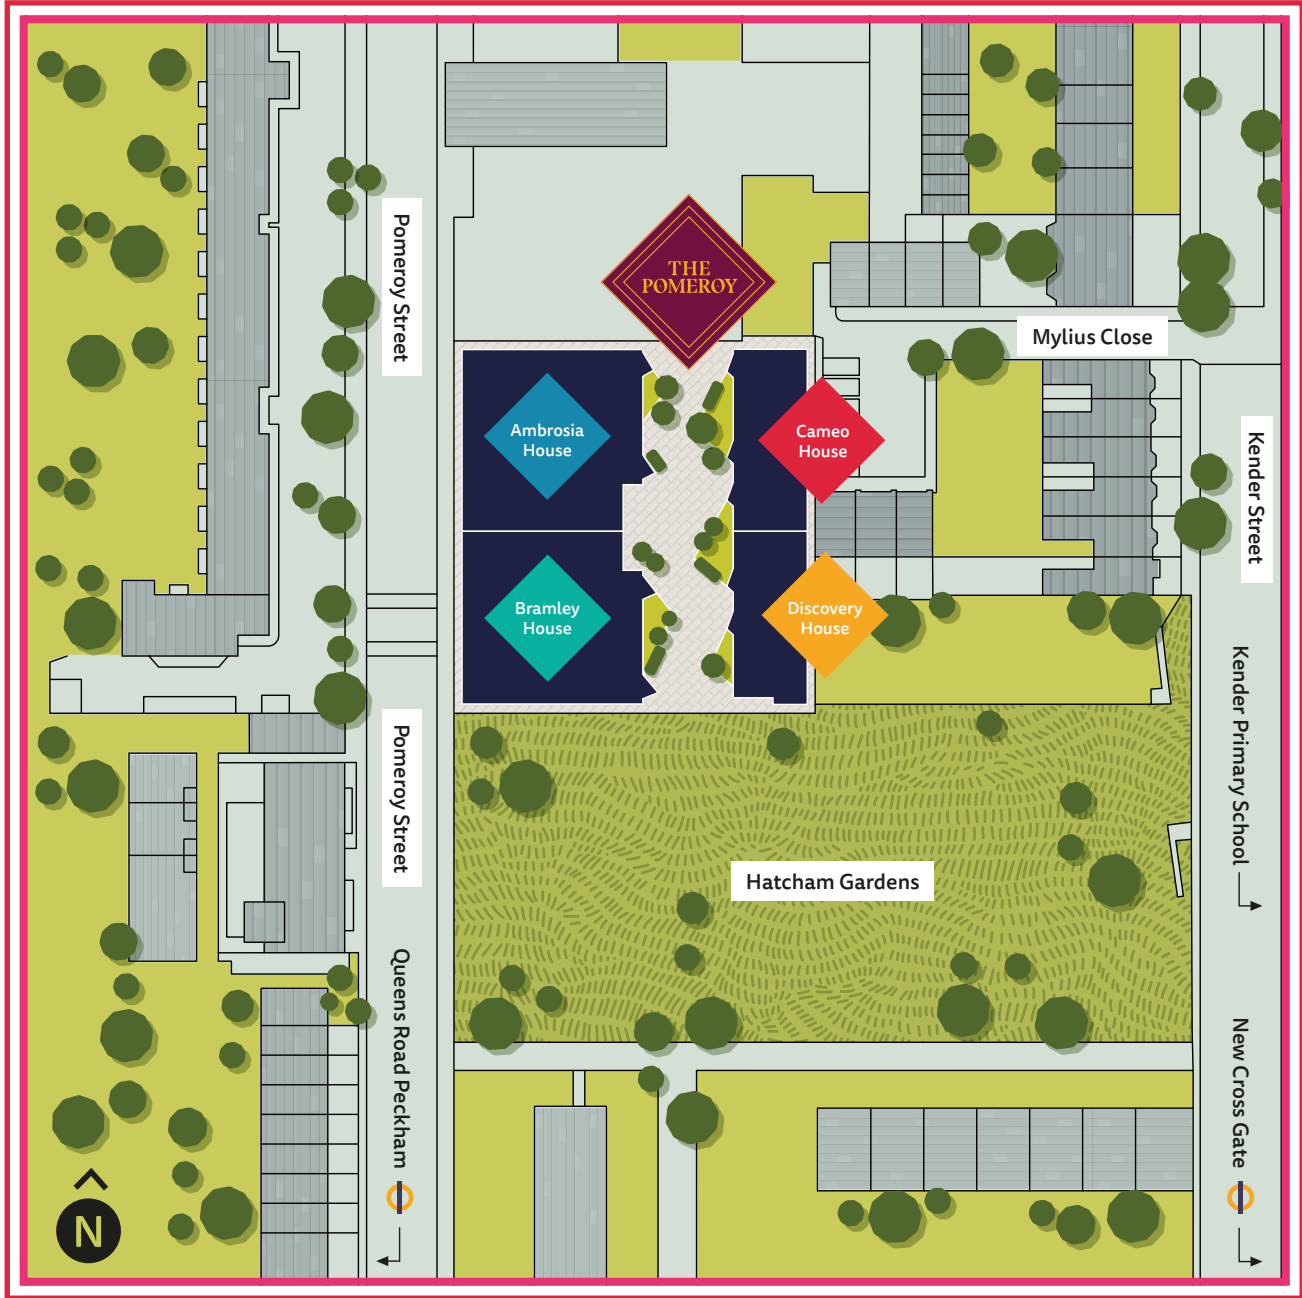 Pomeroy Street
THE
POMEROY
Mylius Close
Ambrosia
House
Cameo
House
Kender Street
Bramley
House
Discovery
House
Kender Primary School
Pomeroy Street
Hatcham Gardens
Queens Road Peckham
New Cross Gate
N